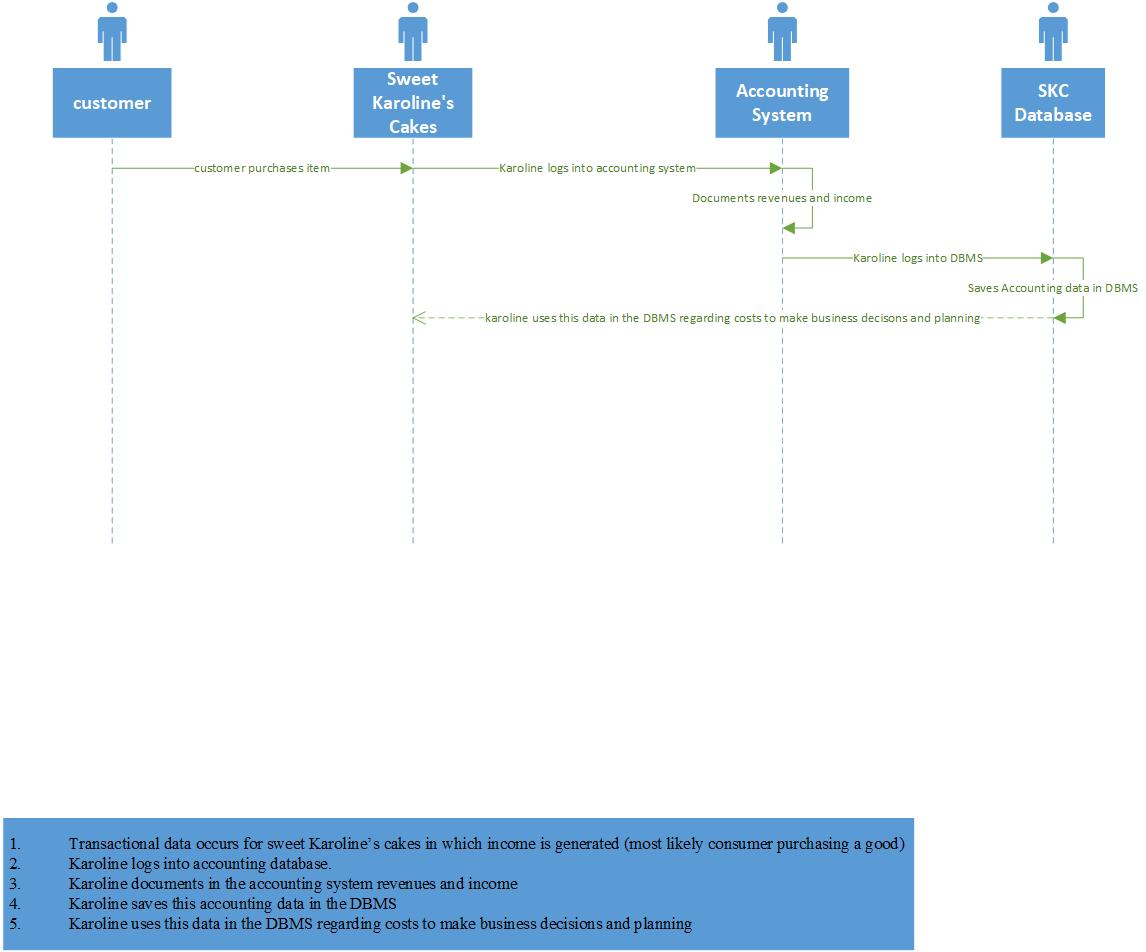 customer
Sweet
Karoline's
Cakes
Accounting
System
SKC
Database
customer purchases item
Karoline logs into accounting system
Documents revenues and income
Karoline logs into DBMS
Saves Accounting data in DBMS
karoline uses this data in the DBMS regarding costs to make business decisons and planning
1. Transactional data occurs for sweet Karoline’s cakes in which income is generated (most likely consumer purchasing a good)
2. Karoline logs into accounting database.
3. Karoline documents in the accounting system revenues and income
4. Karoline saves this accounting data in the DBMS
5. Karoline uses this data in the DBMS regarding costs to make business decisions and planning